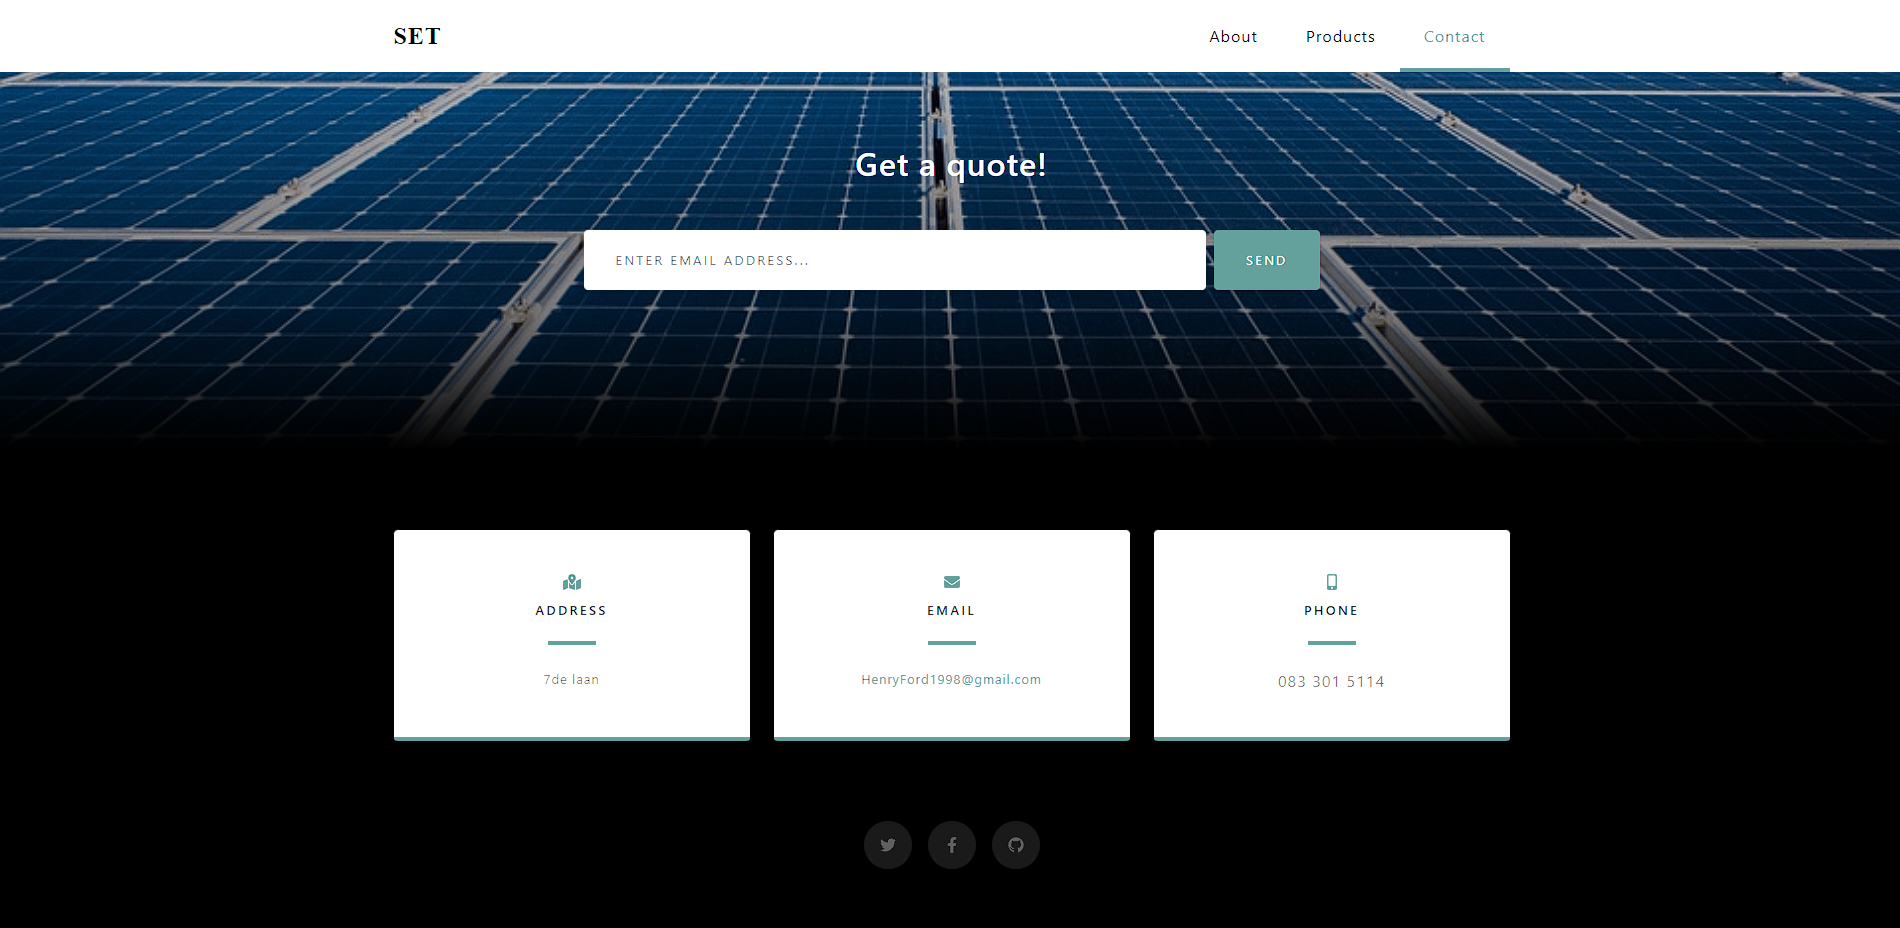 SET
About
Products
Contact
Get a quote!
ENTER EMAIL ADDRESS...
SEND
ADDRESS
7de laan
EMAIL
HenryFord1998@gmail.com
PHONE
083 301 5114